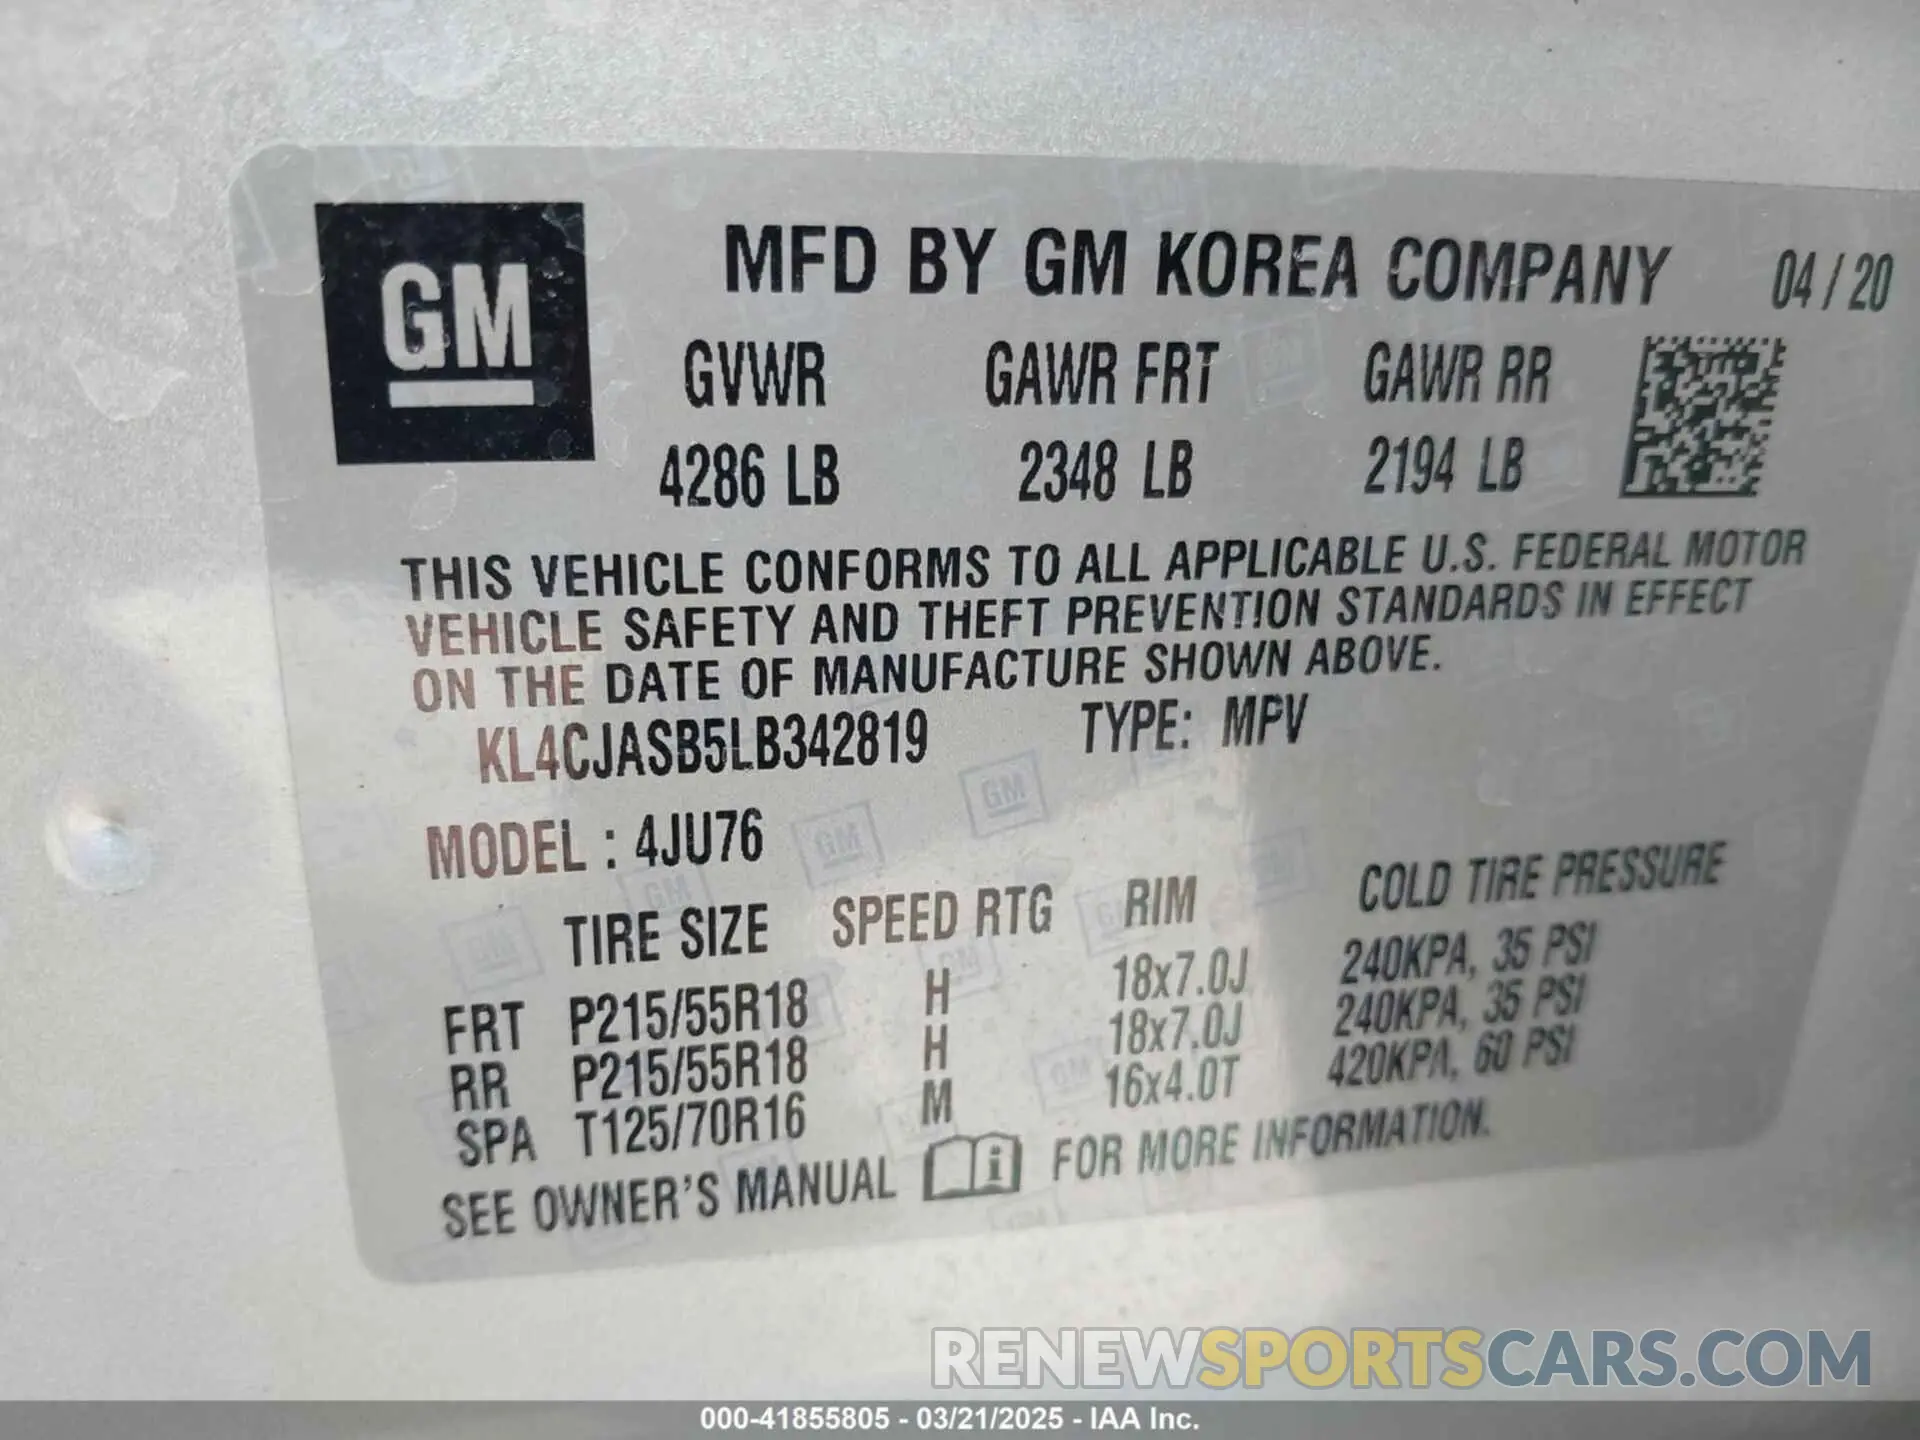 GM
MFD BY GM KOREA COMPANY 04 / 20
GVWR GAWR FRT GAWR RR
4286 LB 2348 LB 2194 LB
THIS VEHICLE CONFORMS TO ALL APPLICABLE U.S. FEDERAL MOTOR
VEHICLE SAFETY AND THEFT PREVENTION STANDARDS IN EFFECT
ON THE DATE OF MANUFACTURE SHOWN ABOVE.
KL4CJASB5LB342819 TYPE: MPV
MODEL : 4JU76
TIRE SIZE SPEED RTG RIM COLD TIRE PRESSURE
FRT P215/55R18 H 18x7.0J 240KPA, 35 PSI
RR P215/55R18 H 18x7.0J 240KPA, 35 PSI
SPA T125/70R16 M 16x4.0T 420KPA, 60 PSI
SEE OWNER'S MANUAL i FOR MORE INFORMATION.
RENEWSPORTSCARS.COM
000-41855805 - 03/21/2025 - IAA Inc.